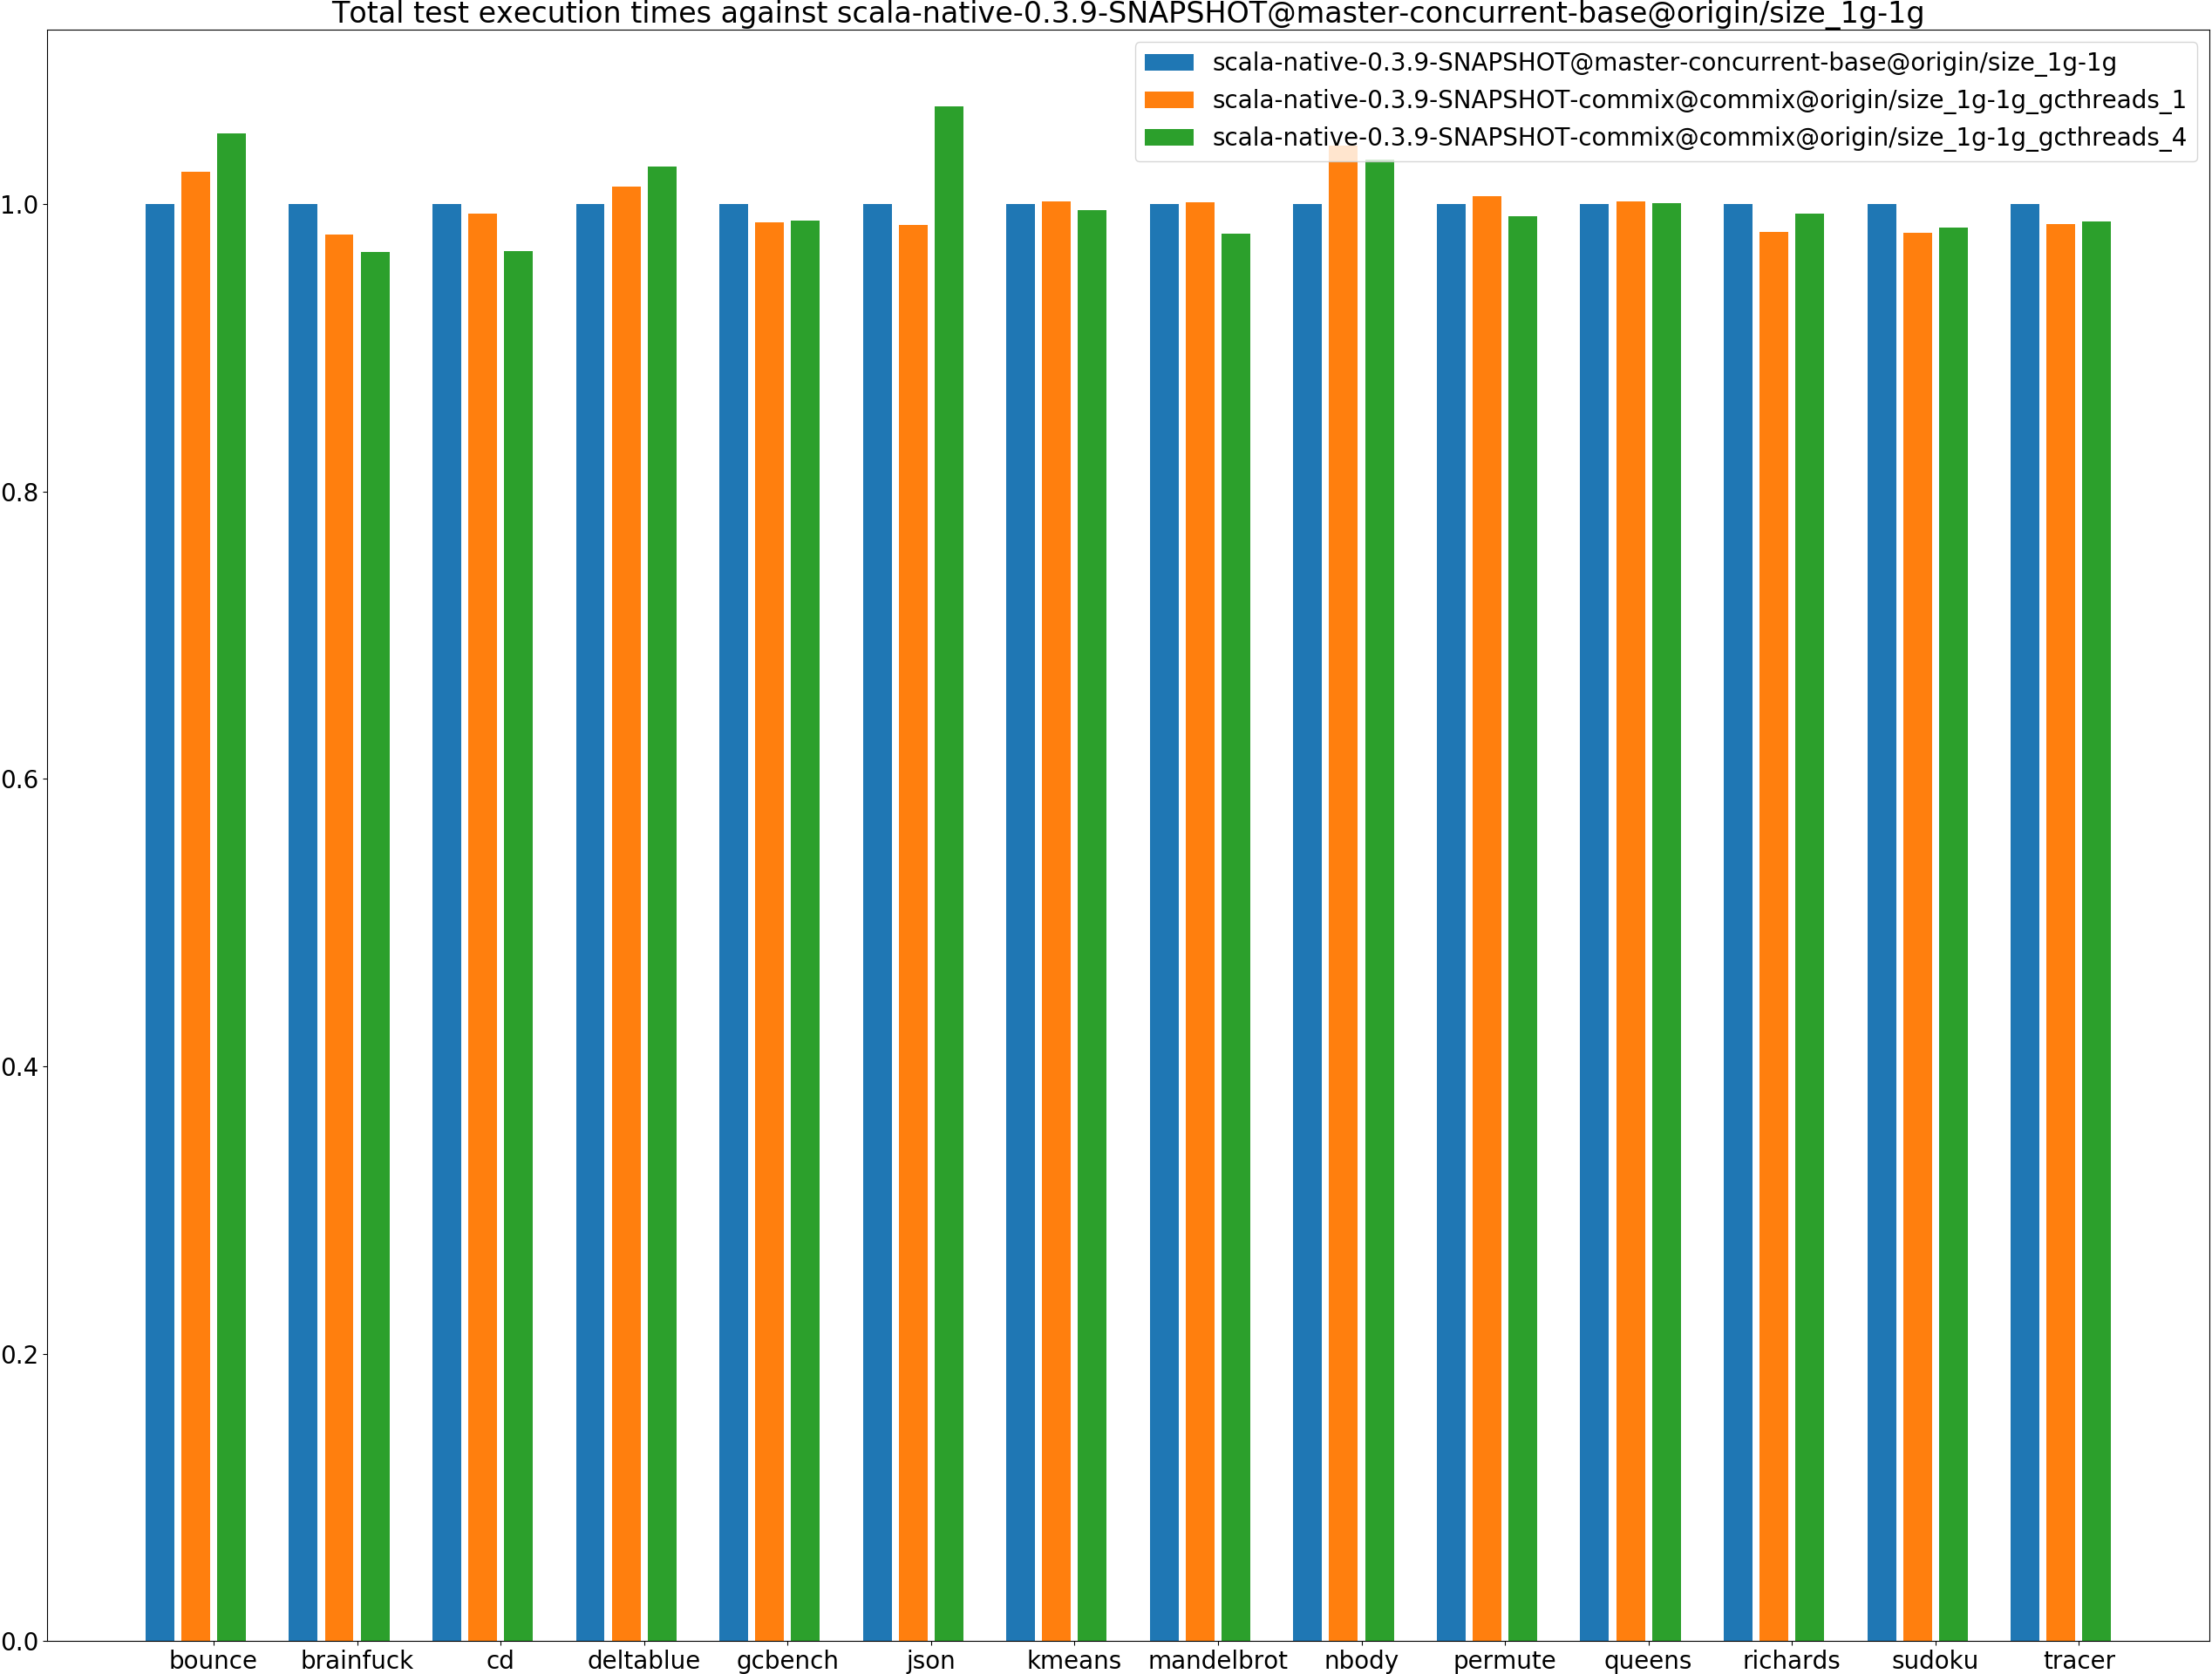 Total test execution times against scala-native-0.3.9-SNAPSHOT@master-concurrent-base@origin/size_1g-1g
scala-native-0.3.9-SNAPSHOT@master-concurrent-base@origin/size_1g-1g
scala-native-0.3.9-SNAPSHOT-commix@commix@origin/size_1g-1g_gcthreads_1
scala-native-0.3.9-SNAPSHOT-commix@commix@origin/size_1g-1g_gcthreads_4
1.0
0.8
0.6
0.4
0.2
0.0
bounce brainfuck cd deltablue gcbench json kmeans mandelbrot nbody permute queens richards sudoku tracer